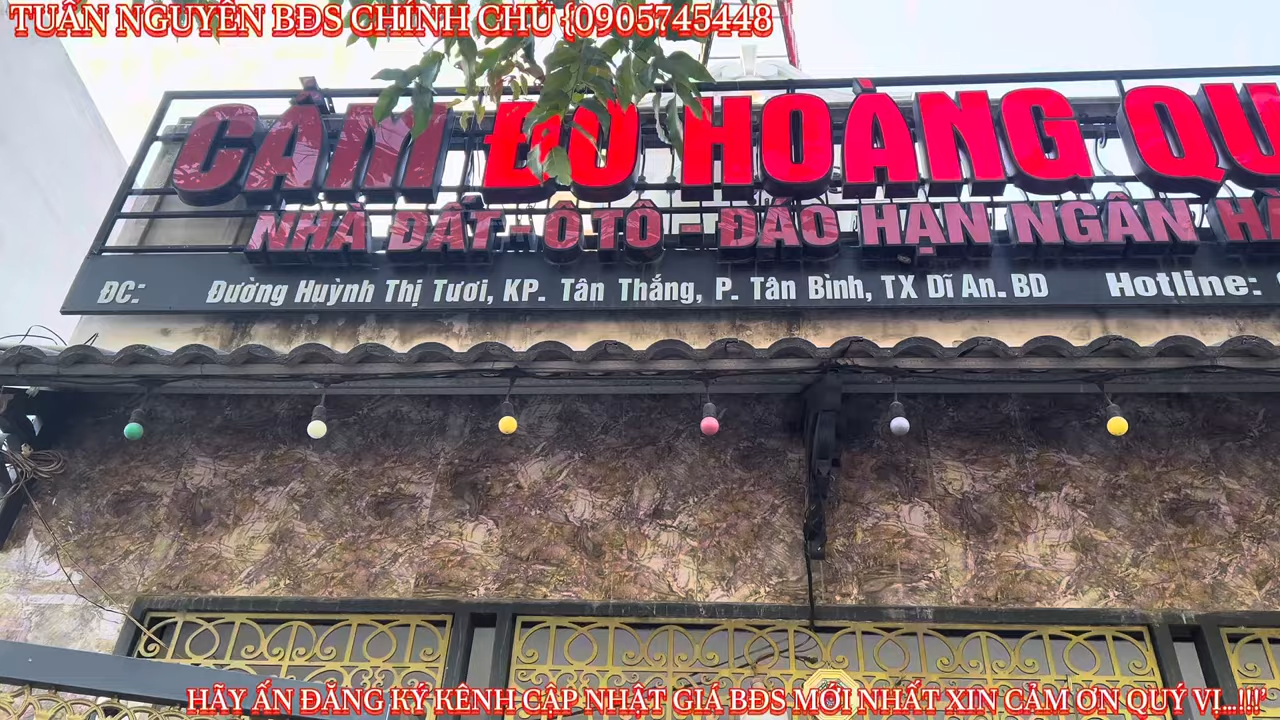 TUẤN NGUYÊN BĐS CHÍNH CHỦ {0905745448
CẦM ĐỒ HOÀNG QU
NHÀ ĐẤT - Ô TÔ - ĐÁO HẠN NGÂN H
ĐC: Đường Huỳnh Thị Tươi, KP. Tân Thắng, P. Tân Bình, TX Dĩ An. BD Hotline:
HÃY ẤN ĐĂNG KÝ KÊNH CẬP NHẬT GIÁ BĐS MỚI NHẤT XIN CẢM ƠN QUÝ VỊ...!!!